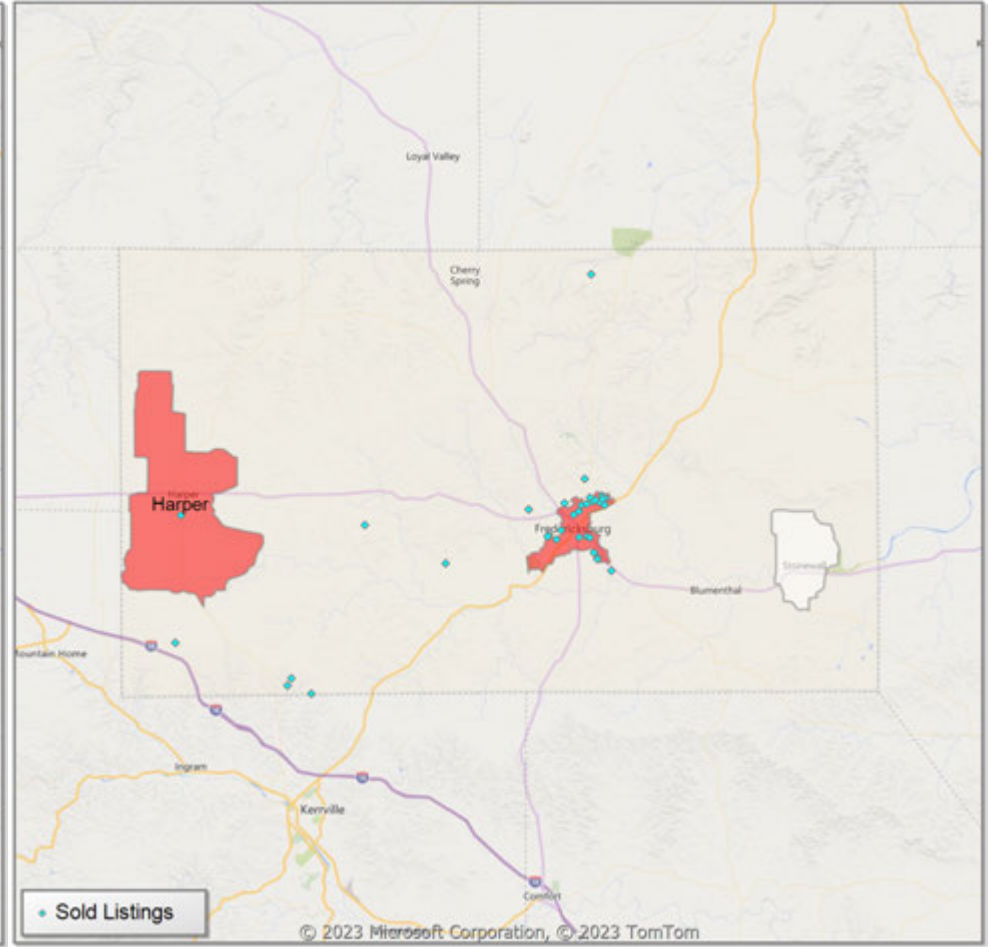 Loyal Valley
Cherry
Spring
Harper
Harper
Fredericksburg
Stonewall
Blumenthal
Mountain Home
Ingram
Kerrville
Comfort
Sold Listings
© 2023 Microsoft Corporation, © 2023 TomTom